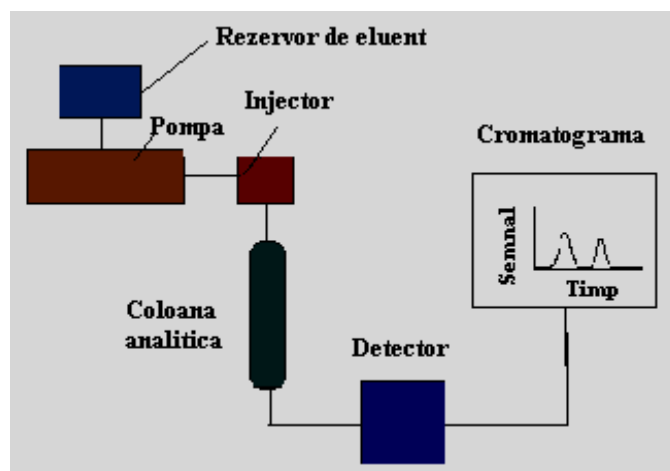 Rezervor de eluent
Pompa
Injector
Cromatograma
Semnal
Timp
Coloana
analitica
Detector